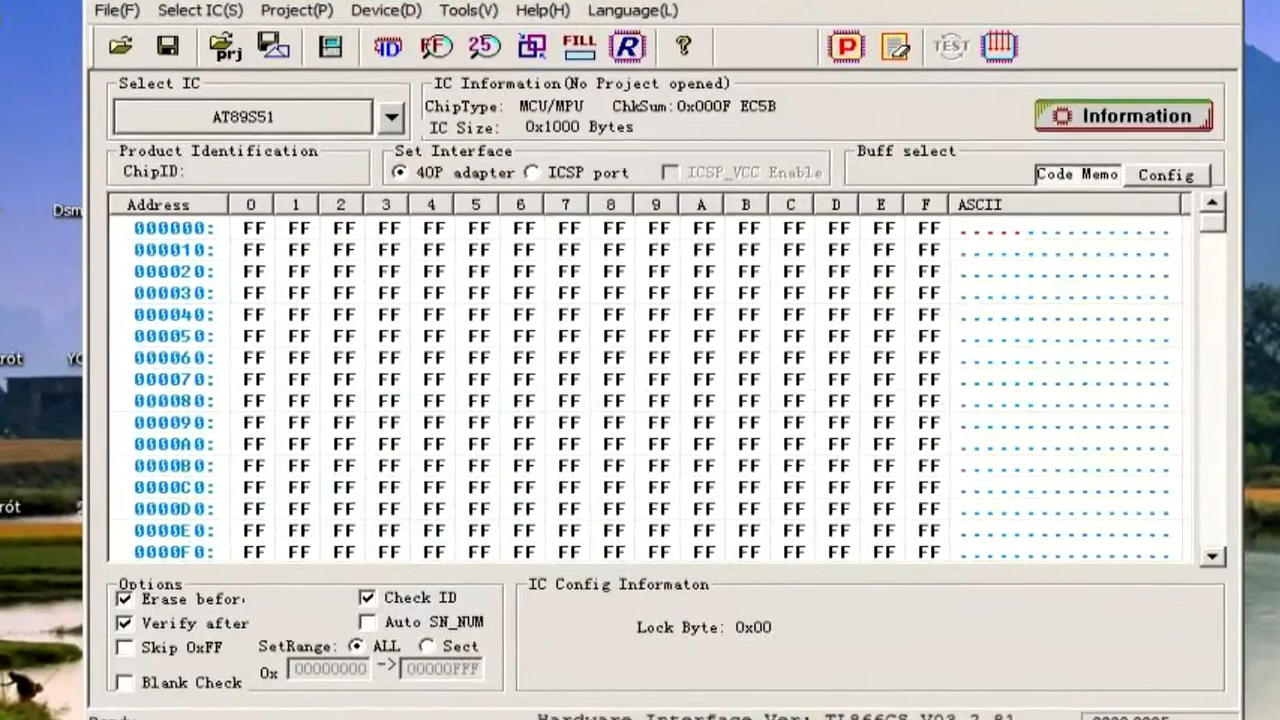 File(F) Select IC(S) Project(P) Device(D) Tools(V) Help(H) Language(L)
prj ID FF 25 FILL R ? P TEST
Select IC
AT89S51
IC Information(No Project opened)
ChipType: MCU/MPU ChkSum:0x000F EC5B
IC Size: 0x1000 Bytes
Information
Product Identification
ChipID:
Set Interface
40P adapter ICSP port ICSP_VCC Enable
Buff select
Code Memo Config
Address 0 1 2 3 4 5 6 7 8 9 A B C D E F ASCII
000000: FF FF FF FF FF FF FF FF FF FF FF FF FF FF FF FF ................
000010: FF FF FF FF FF FF FF FF FF FF FF FF FF FF FF FF ................
000020: FF FF FF FF FF FF FF FF FF FF FF FF FF FF FF FF ................
000030: FF FF FF FF FF FF FF FF FF FF FF FF FF FF FF FF ................
000040: FF FF FF FF FF FF FF FF FF FF FF FF FF FF FF FF ................
000050: FF FF FF FF FF FF FF FF FF FF FF FF FF FF FF FF ................
000060: FF FF FF FF FF FF FF FF FF FF FF FF FF FF FF FF ................
000070: FF FF FF FF FF FF FF FF FF FF FF FF FF FF FF FF ................
000080: FF FF FF FF FF FF FF FF FF FF FF FF FF FF FF FF ................
000090: FF FF FF FF FF FF FF FF FF FF FF FF FF FF FF FF ................
0000A0: FF FF FF FF FF FF FF FF FF FF FF FF FF FF FF FF ................
0000B0: FF FF FF FF FF FF FF FF FF FF FF FF FF FF FF FF ................
0000C0: FF FF FF FF FF FF FF FF FF FF FF FF FF FF FF FF ................
0000D0: FF FF FF FF FF FF FF FF FF FF FF FF FF FF FF FF ................
0000E0: FF FF FF FF FF FF FF FF FF FF FF FF FF FF FF FF ................
0000F0: FF FF FF FF FF FF FF FF FF FF FF FF FF FF FF FF ................
Options
Erase befor
Check ID
Verify after
Auto SN_NUM
Skip 0xFF
SetRange: ALL Sect
0x 00000000 -> 00000FFF
Blank Check
IC Config Informaton
Lock Byte: 0x00
Hardware Interface Ver: TL866CS V03.2.81
Dsm
rót
YC
rót